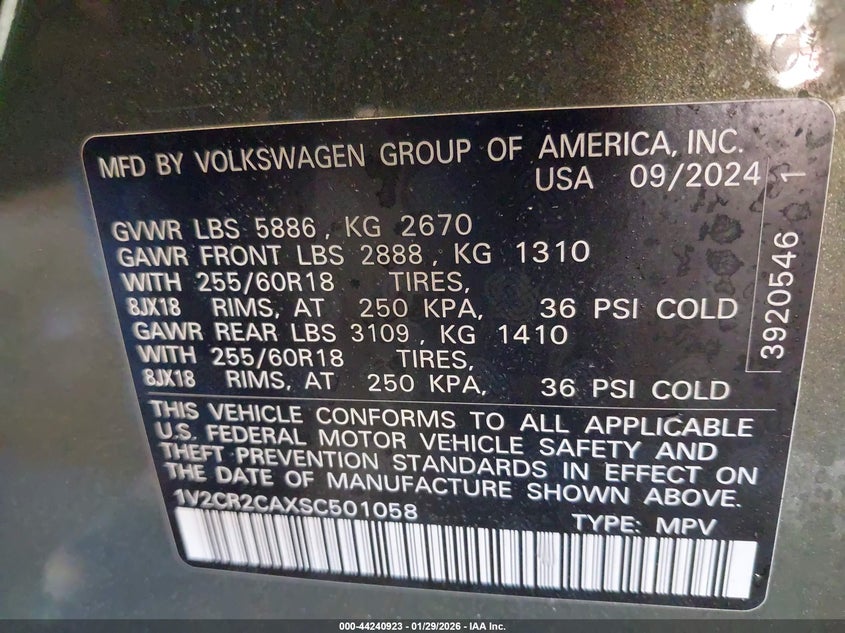 MFD BY VOLKSWAGEN GROUP OF AMERICA, INC.
USA 09/2024
GVWR LBS 5886, KG 2670
GAWR FRONT LBS 2888, KG 1310
WITH 255/60R18 TIRES,
8JX18 RIMS, AT 250 KPA, 36 PSI COLD
GAWR REAR LBS 3109, KG 1410
WITH 255/60R18 TIRES,
8JX18 RIMS, AT 250 KPA, 36 PSI COLD
3920546 1
THIS VEHICLE CONFORMS TO ALL APPLICABLE
U.S. FEDERAL MOTOR VEHICLE SAFETY AND
THEFT PREVENTION STANDARDS IN EFFECT ON
THE DATE OF MANUFACTURE SHOWN ABOVE.
1V2CR2CAXSC501058
TYPE: MPV
000-44240923 - 01/29/2026 - IAA Inc.